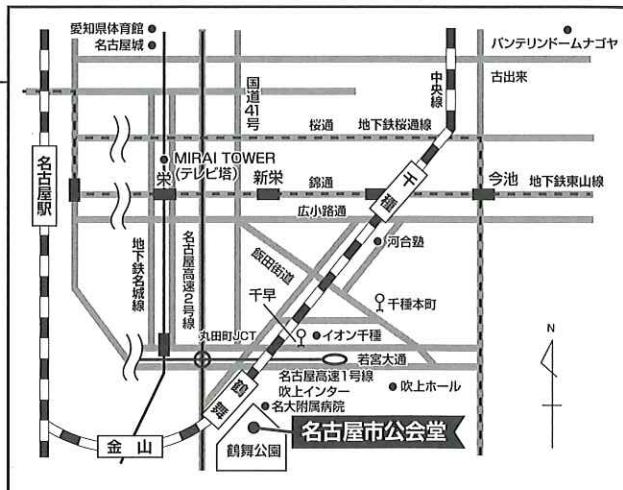 愛知県体育館
名古屋城
バンテリンドームナゴヤ
国道41号
中央線
古出来
桜通
地下鉄桜通線
MIRAI TOWER
(テレビ塔)
名古屋駅
栄
新栄
錦通
千種
今池
地下鉄東山線
広小路通
地下鉄名城線
名古屋高速2号線
飯田街道
河合塾
千早
千種本町
丸田町JCT
イオン千種
若宮大通
名古屋高速1号線
吹上インター
吹上ホール
鶴舞
名大附属病院
金山
鶴舞公園
名古屋市公会堂
N